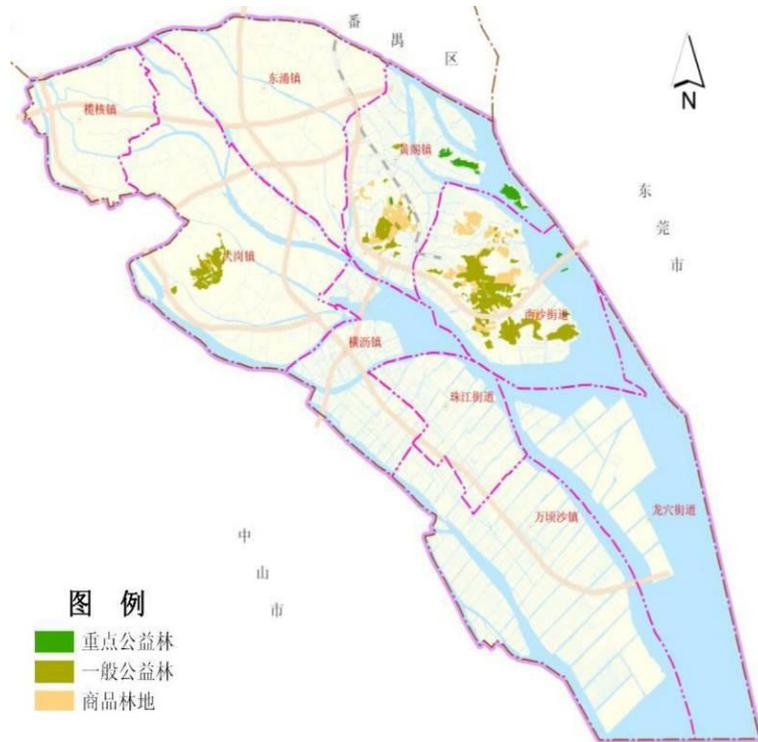 番禺区
东涌镇
榄核镇
N
黄阁镇
东莞市
大岗镇
南沙街道
横沥镇
珠江街道
万顷沙镇
龙穴街道
中山市
图例
重点公益林
一般公益林
商品林地